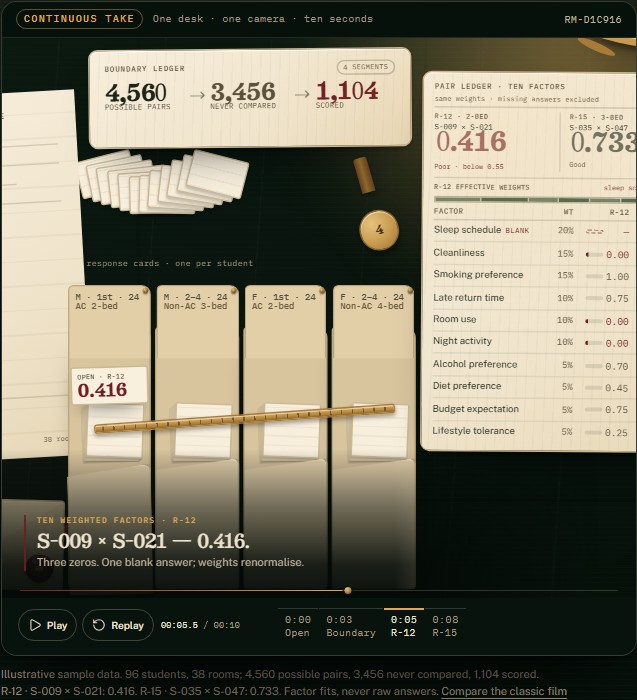 CONTINUOUS TAKE One desk · one camera · ten seconds RM-D1C916
BOUNDARY LEDGER 4 SEGMENTS
4,560 → 3,456 → 1,104
POSSIBLE PAIRS NEVER COMPARED SCORED
PAIR LEDGER · TEN FACTORS
same weights · missing answers excluded
R-12 · 2-BED R-15 · 3-BED
S-009 × S-021 S-035 × S-047
0.416 0.733
Poor · below 0.55 Good
R-12 EFFECTIVE WEIGHTS sleep
FACTOR WT R-12
Sleep schedule BLANK 20% —
Cleanliness 15% 0.00
Smoking preference 15% 1.00
Late return time 10% 0.75
Room use 10% 0.00
Night activity 10% 0.00
Alcohol preference 5% 0.70
Diet preference 5% 0.45
Budget expectation 5% 0.75
Lifestyle tolerance 5% 0.25
4
response cards · one per student
M · 1st · 24 M · 2–4 · 24 F · 1st · 24 F · 2–4 · 24
AC 2-bed Non-AC 3-bed AC 2-bed Non-AC 4-bed
OPEN · R-12
0.416
38
TEN WEIGHTED FACTORS · R-12
S-009 × S-021 — 0.416.
Three zeros. One blank answer; weights renormalise.
Play Replay 00:05.5 / 00:10
0:00 0:03 0:05 0:08
Open Boundary R-12 R-15
Illustrative sample data. 96 students, 38 rooms; 4,560 possible pairs, 3,456 never compared, 1,104 scored.
R-12 · S-009 × S-021: 0.416. R-15 · S-035 × S-047: 0.733. Factor fits, never raw answers. Compare the classic film